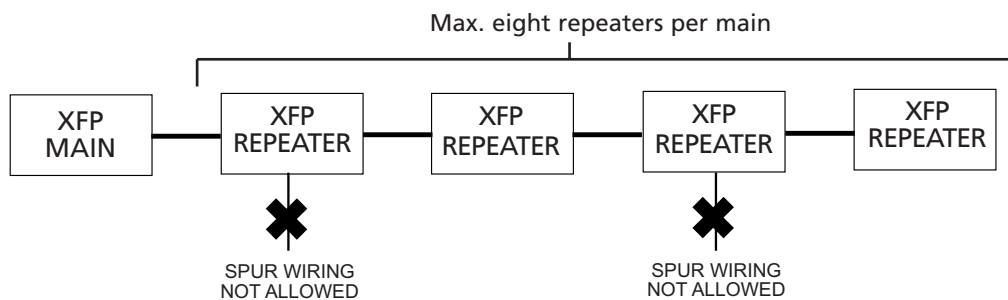 Max. eight repeaters per main
XFP
MAIN
XFP
REPEATER
XFP
REPEATER
XFP
REPEATER
XFP
REPEATER
SPUR WIRING
NOT ALLOWED
SPUR WIRING
NOT ALLOWED